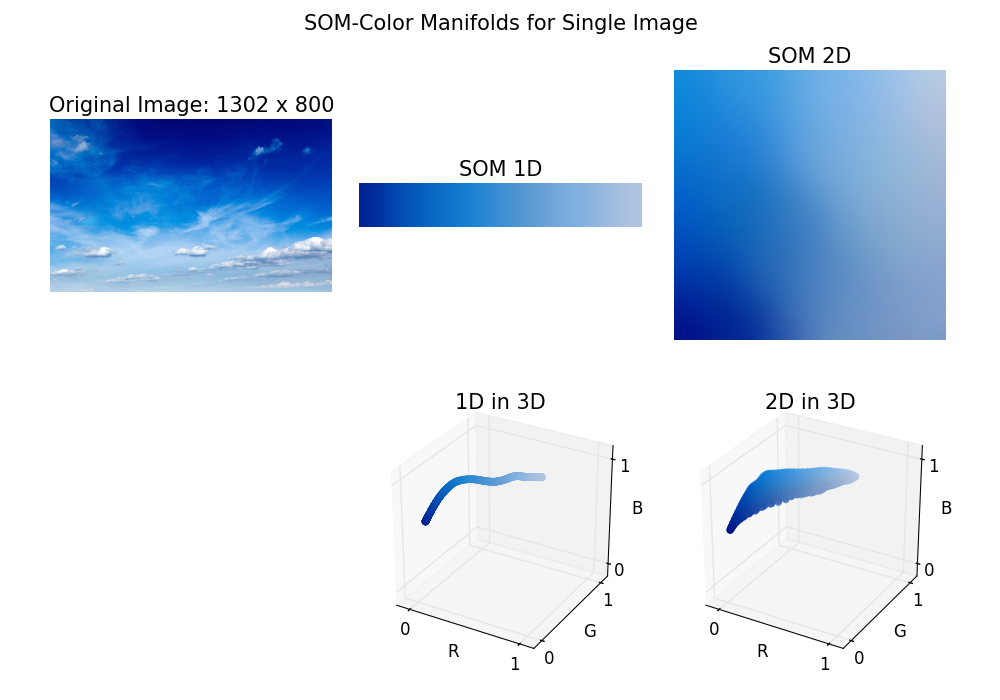 SOM-Color Manifolds for Single Image
SOM 2D
Original Image: 1302 x 800
SOM 1D
1D in 3D
2D in 3D
1
B
0
1
G
0
R
0
1
1
B
0
1
G
0
R
0
1